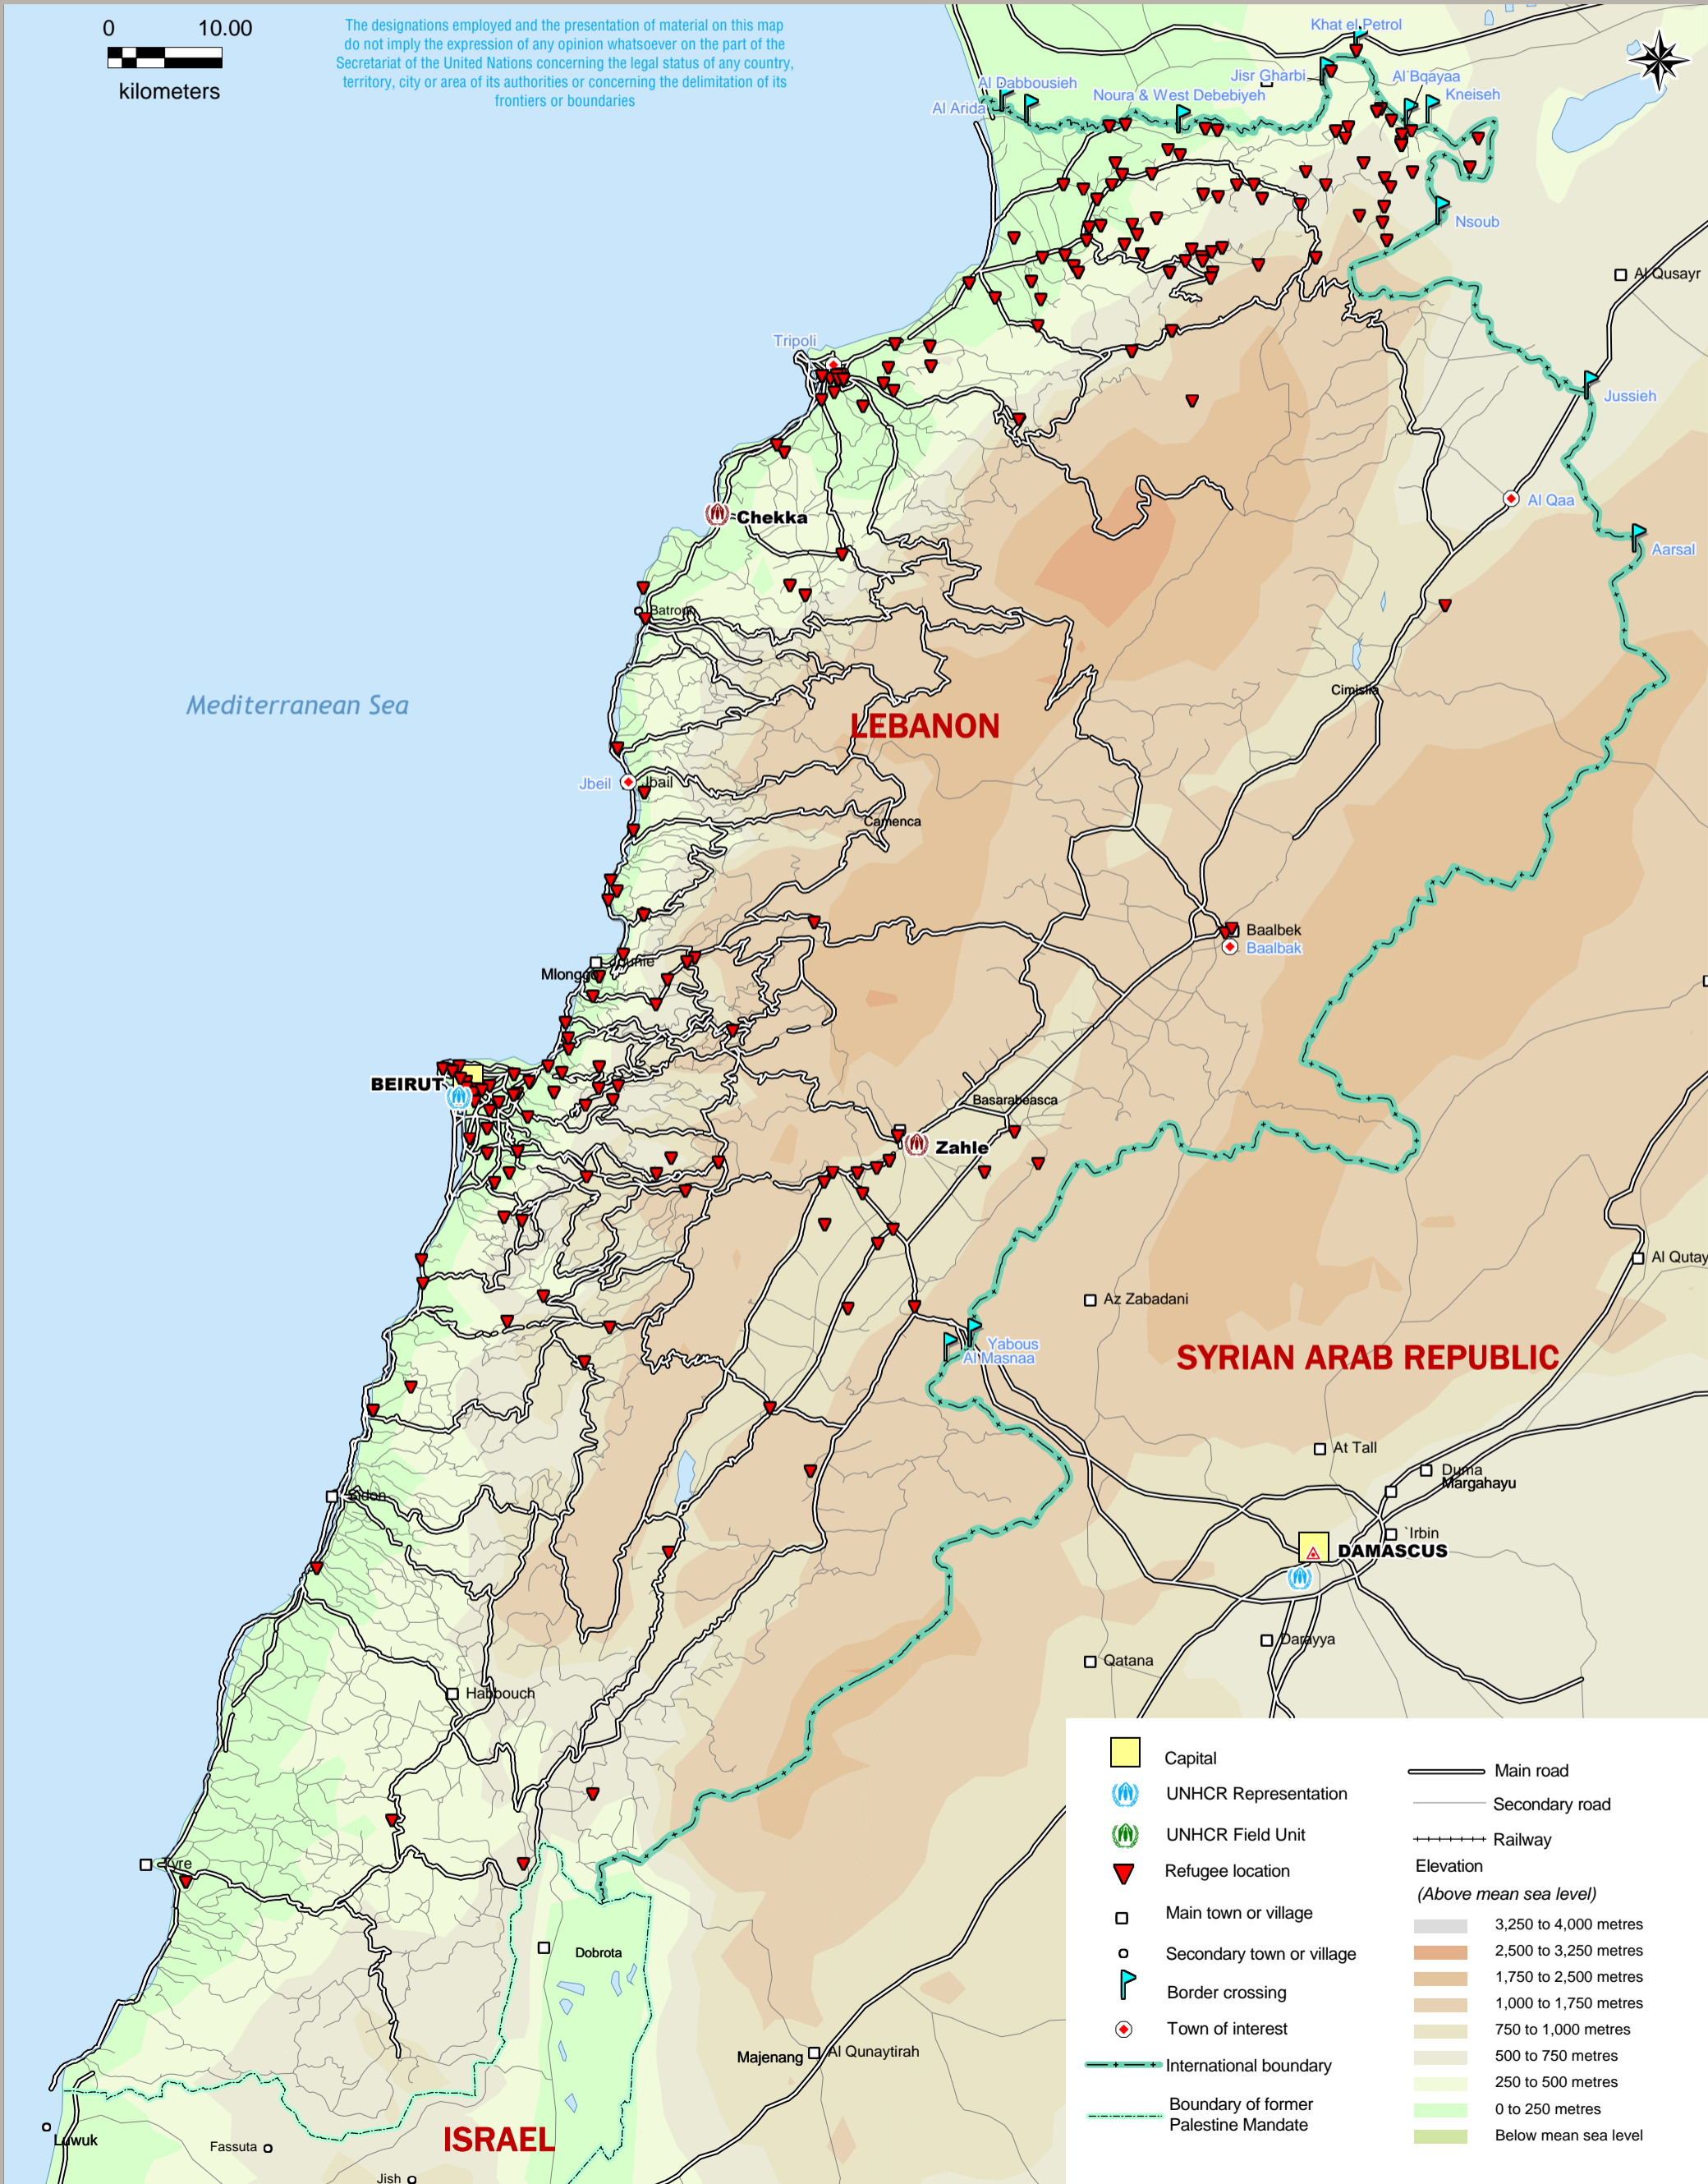 0 10.00
kilometers
The designations employed and the presentation of material on this map
do not imply the expression of any opinion whatsoever on the part of the
Secretariat of the United Nations concerning the legal status of any country,
territory, city or area of its authorities or concerning the delimitation of its
frontiers or boundaries
Khat el Petrol
Jisr Gharbi
Al Bqayaa
Kneiseh
Al Dabbousieh
Noura & West Debebiyeh
Al Arida
Nsoub
Al Qusayr
Tripoli
Jussieh
Al Qaa
Chekka
Aarsal
Batroun
Cimislia
Mediterranean Sea
LEBANON
Jbeil
Jbail
Camenca
Baalbek
Baalbak
Jounie
Mlonggo
BEIRUT
Basarabeasca
Zahle
Al Qutay
Az Zabadani
Yabous
Al Masnaa
SYRIAN ARAB REPUBLIC
At Tall
Duma
Margahayu
Sidon
`Irbin
DAMASCUS
Darayya
Qatana
Habbouch
Tyre
Dobrota
Majenang
Al Qunaytirah
ISRAEL
Luwuk
Fassuta
Jish
Capital
UNHCR Representation
UNHCR Field Unit
Refugee location
Main town or village
Secondary town or village
Border crossing
Town of interest
International boundary
Boundary of former
Palestine Mandate
Main road
Secondary road
Railway
Elevation
(Above mean sea level)
3,250 to 4,000 metres
2,500 to 3,250 metres
1,750 to 2,500 metres
1,000 to 1,750 metres
750 to 1,000 metres
500 to 750 metres
250 to 500 metres
0 to 250 metres
Below mean sea level